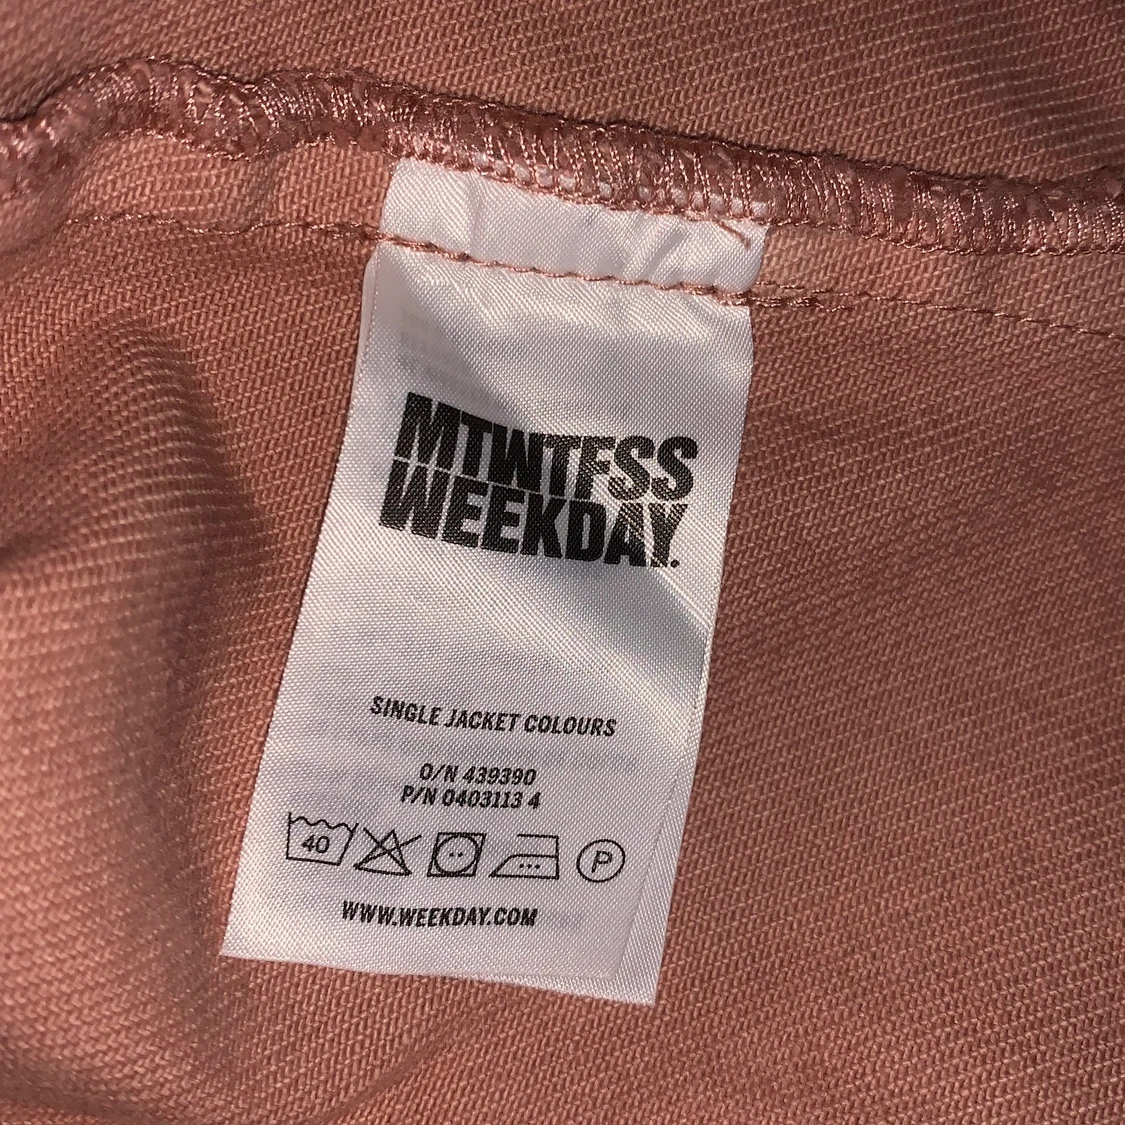 MTWTFSS
WEEKDAY.
SINGLE JACKET COLOURS
O/N 439390
P/N 0403113 4
40
P
WWW.WEEKDAY.COM